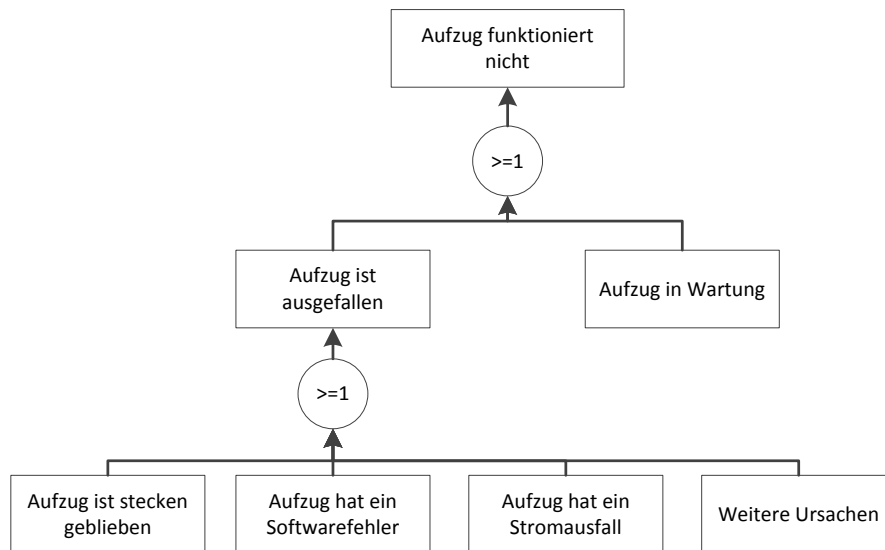 Aufzug funktioniert
nicht
>=1
Aufzug ist
ausgefallen
Aufzug in Wartung
>=1
Aufzug ist stecken
geblieben
Aufzug hat ein
Softwarefehler
Aufzug hat ein
Stromausfall
Weitere Ursachen